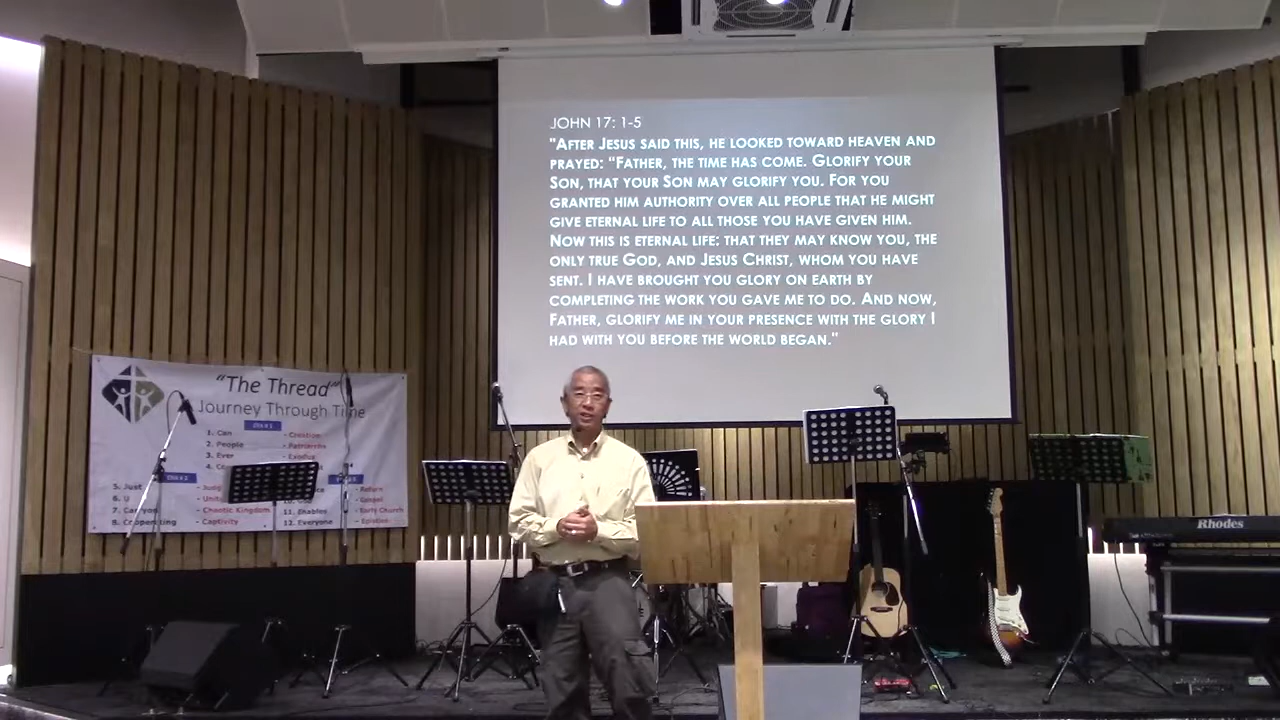 JOHN 17: 1-5
"AFTER JESUS SAID THIS, HE LOOKED TOWARD HEAVEN AND
PRAYED: "FATHER, THE TIME HAS COME. GLORIFY YOUR
SON, THAT YOUR SON MAY GLORIFY YOU. FOR YOU
GRANTED HIM AUTHORITY OVER ALL PEOPLE THAT HE MIGHT
GIVE ETERNAL LIFE TO ALL THOSE YOU HAVE GIVEN HIM.
NOW THIS IS ETERNAL LIFE: THAT THEY MAY KNOW YOU, THE
ONLY TRUE GOD, AND JESUS CHRIST, WHOM YOU HAVE
SENT. I HAVE BROUGHT YOU GLORY ON EARTH BY
COMPLETING THE WORK YOU GAVE ME TO DO. AND NOW,
FATHER, GLORIFY ME IN YOUR PRESENCE WITH THE GLORY I
HAD WITH YOU BEFORE THE WORLD BEGAN."
"The Thread"
Journey Through Time
1. Can - Creation
2. People - Patriarchs
3. Ever - Exodus
4.
5. Just
6. U
7. Can you - Chaotic Kingdom
8. Cooperating - Captivity
- Return
- Gospel
11. Enables - Early Church
12. Everyone - Epistles
Rhodes